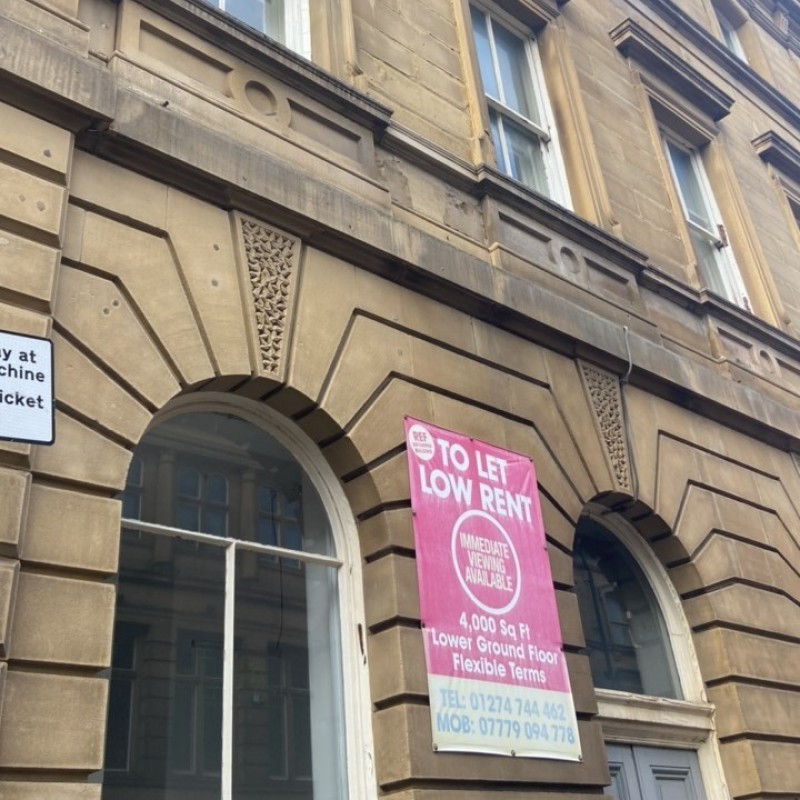 ay at
chine
icket
REF
TO LET
LOW RENT
IMMEDIATE
VIEWING
AVAILABLE
4,000 Sq Ft
Lower Ground Floor
Flexible Terms
TEL: 01274 744 462
MOB: 07779 094 778